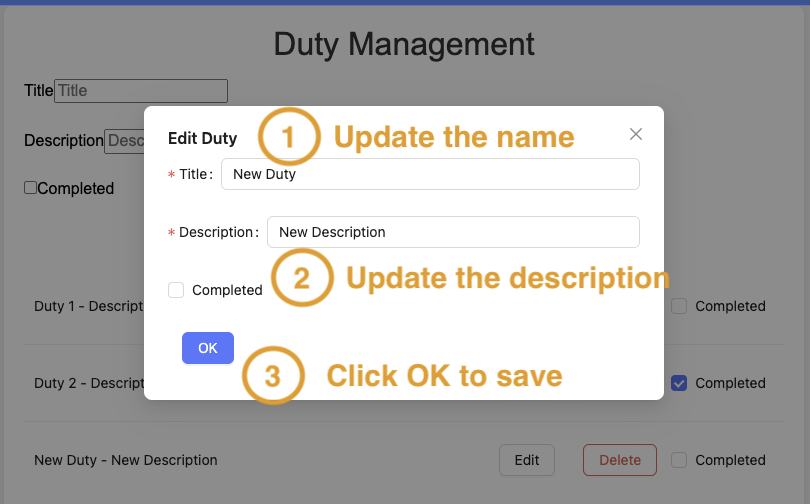 Duty Management
Title Title
Description Desc
Completed
Edit Duty
1 Update the name
* Title: New Duty
* Description: New Description
2 Update the description
Completed
OK
3 Click OK to save
Duty 1 - Descript Completed
Duty 2 - Descript Completed
New Duty - New Description Edit Delete Completed